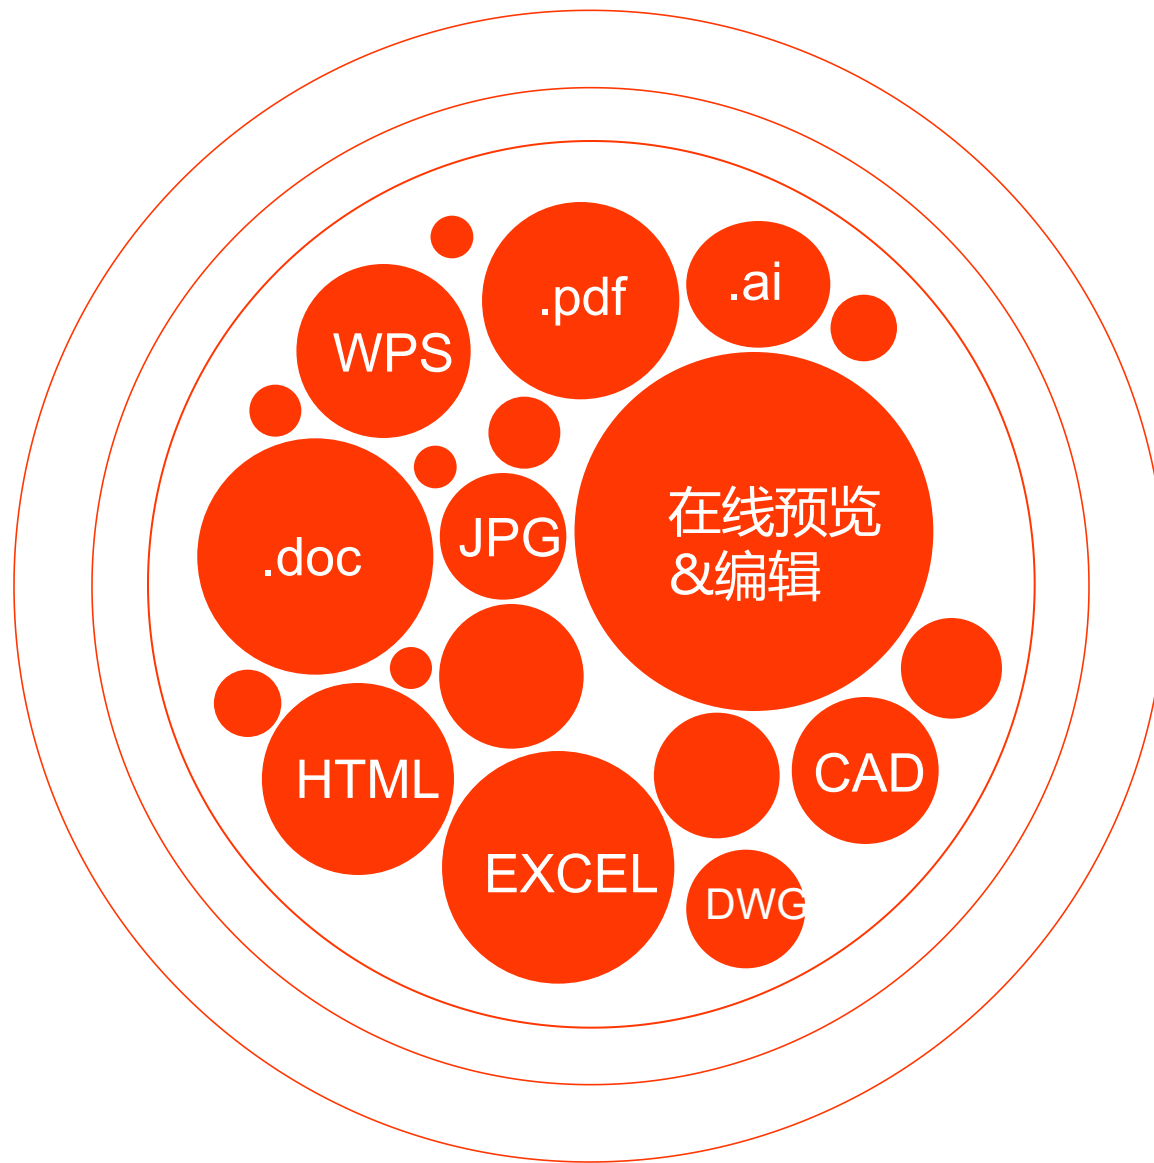 .pdf
.ai
WPS
在线预览
&编辑
JPG
.doc
HTML
CAD
EXCEL
DWG